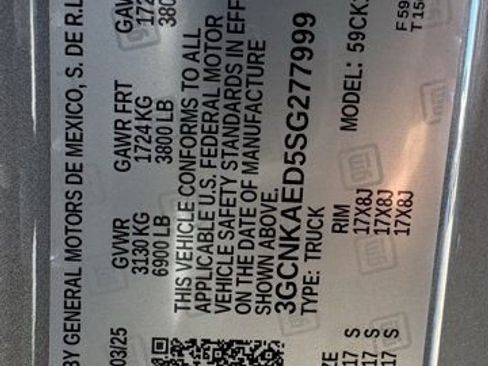 BY GENERAL MOTORS DE MEXICO, S. DE R.L
03/25
GVWR GAWR FRT
3130 KG 1724 KG
6900 LB 3800 LB
THIS VEHICLE CONFORMS TO ALL
APPLICABLE U.S. FEDERAL MOTOR
VEHICLE SAFETY STANDARDS IN EFF
ON THE DATE OF MANUFACTURE
SHOWN ABOVE.
3GCNKAED5SG277999
TYPE: TRUCK MODEL:
RIM
17X8J
17X8J
17X8J